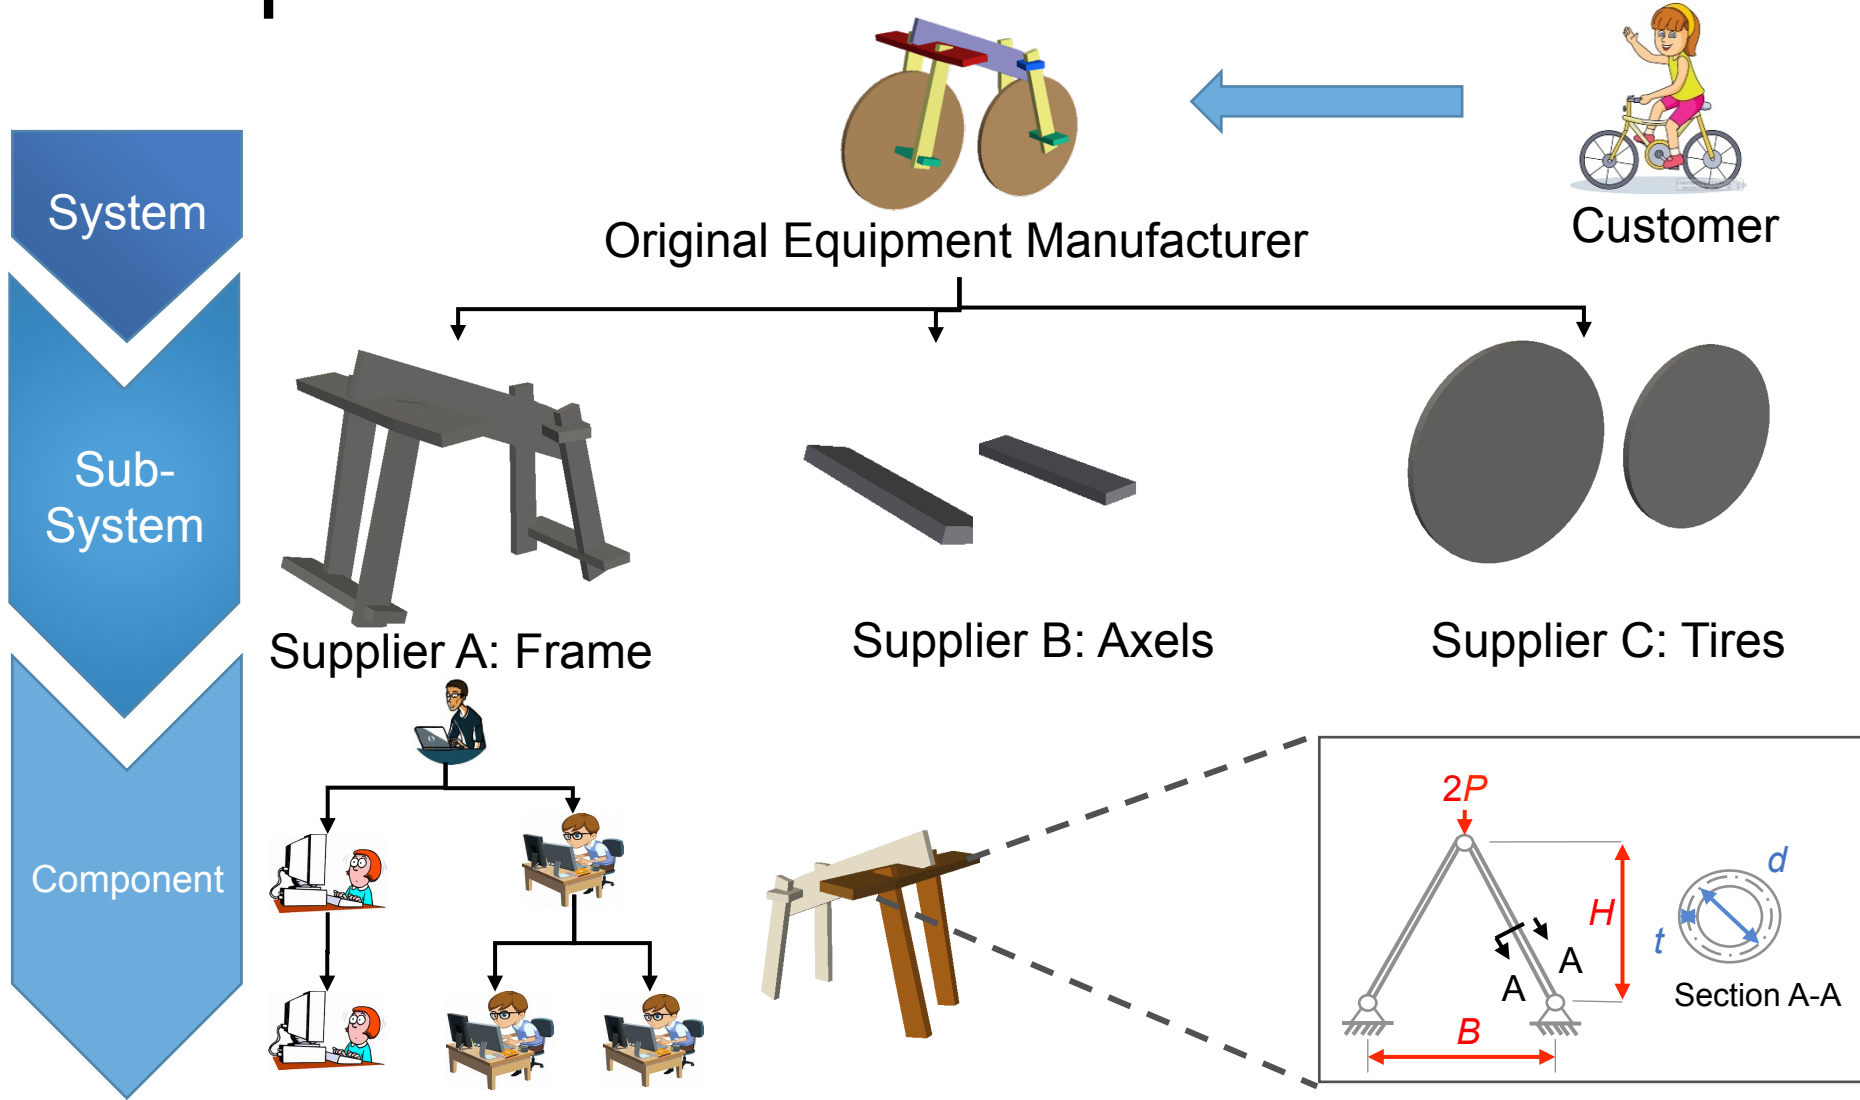 System
Original Equipment Manufacturer
Customer
Sub-
System
Supplier A: Frame
Supplier B: Axels
Supplier C: Tires
Component
2P
H
B
A
A
d
t
Section A-A